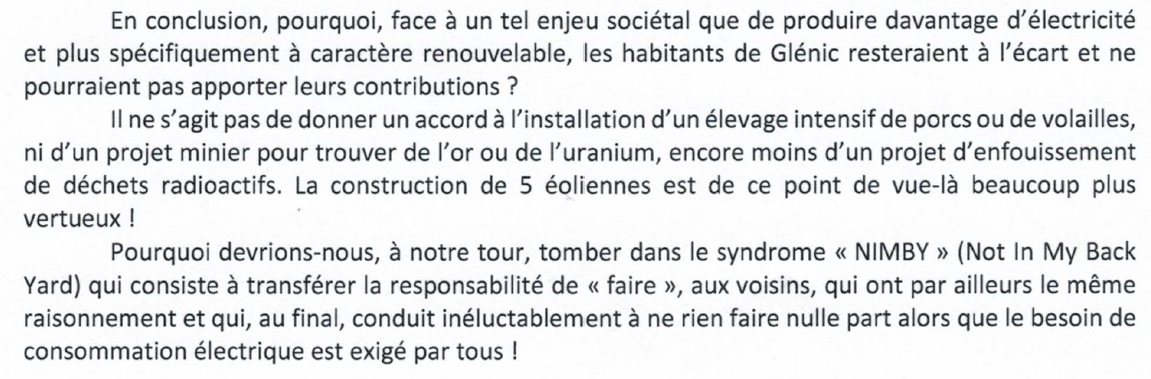 En conclusion, pourquoi, face à un tel enjeu sociétal que de produire davantage d'électricité
et plus spécifiquement à caractère renouvelable, les habitants de Glénic resteraient à l'écart et ne
pourraient pas apporter leurs contributions ?
Il ne s'agit pas de donner un accord à l'installation d'un élevage intensif de porcs ou de volailles,
ni d'un projet minier pour trouver de l'or ou de l'uranium, encore moins d'un projet d'enfouissement
de déchets radioactifs. La construction de 5 éoliennes est de ce point de vue-là beaucoup plus
vertueux !
Pourquoi devrions-nous, à notre tour, tomber dans le syndrome « NIMBY » (Not In My Back
Yard) qui consiste à transférer la responsabilité de « faire », aux voisins, qui ont par ailleurs le même
raisonnement et qui, au final, conduit inéluctablement à ne rien faire nulle part alors que le besoin de
consommation électrique est exigé par tous !